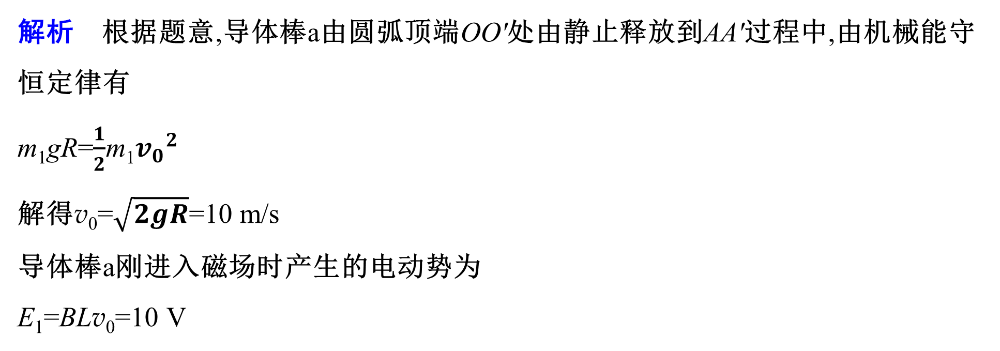 解析　根据题意,导体棒a由圆弧顶端OO′处由静止释放到AA′过程中,由机械能守
恒定律有
m₁gR=\frac{1}{2}m₁v₀²
解得v₀=√(2gR)=10 m/s
导体棒a刚进入磁场时产生的电动势为
E₁=BLv₀=10 V